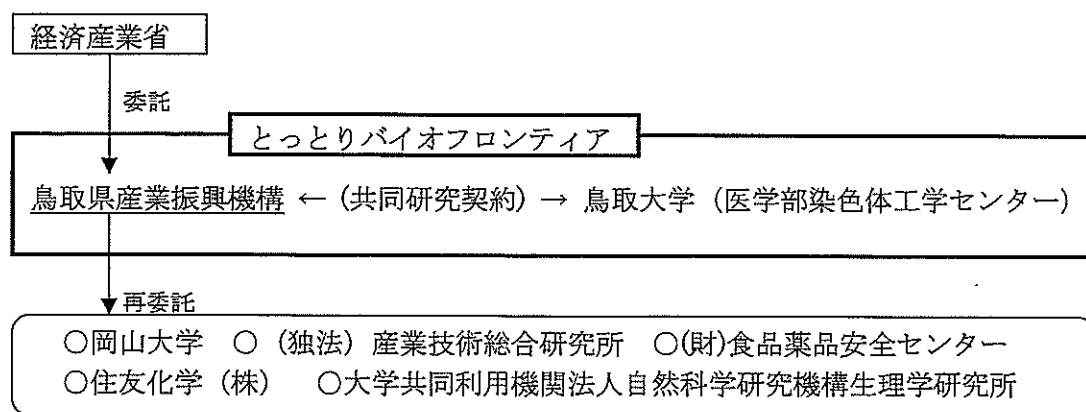 経済産業省
委託
とっとりバイオフロンティア
鳥取県産業振興機構 ← (共同研究契約) → 鳥取大学（医学部染色体工学センター）
再委託
○岡山大学 ○（独法）産業技術総合研究所 ○(財)食品薬品安全センター
○住友化学（株） ○大学共同利用機関法人自然科学研究機構生理学研究所